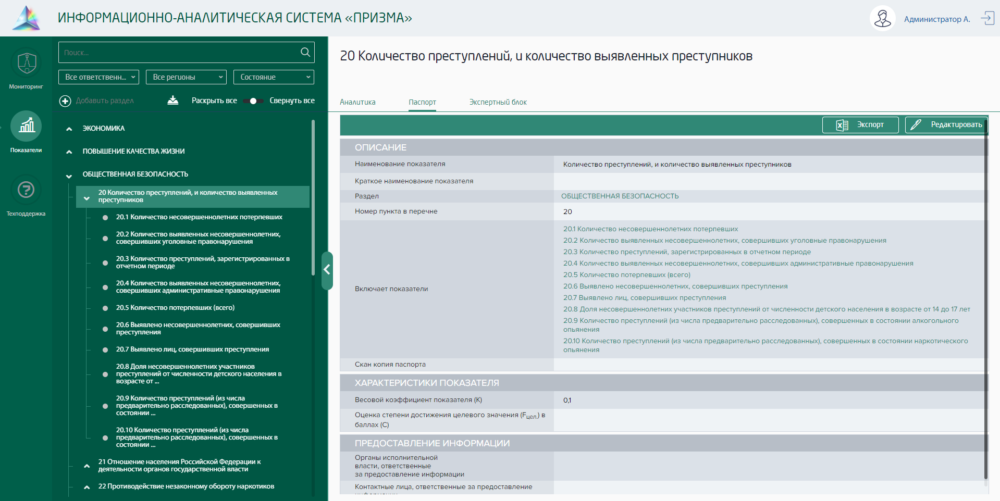 ИНФОРМАЦИОННО-АНАЛИТИЧЕСКАЯ СИСТЕМА «ПРИЗМА»
Администратор А.
Мониторинг
Показатели
Техподдержка
Поиск...
Все ответственн...
Все регионы
Состояние
Добавить раздел
Раскрыть все
Свернуть все
ЭКОНОМИКА
ПОВЫШЕНИЕ КАЧЕСТВА ЖИЗНИ
ОБЩЕСТВЕННАЯ БЕЗОПАСНОСТЬ
20 Количество преступлений, и количество выявленных
преступников
20.1 Количество несовершеннолетних потерпевших
20.2 Количество выявленных несовершеннолетних,
совершивших уголовные правонарушения
20.3 Количество преступлений, зарегистрированных в
отчетном периоде
20.4 Количество выявленных несовершеннолетних,
совершивших административные правонарушения
20.5 Количество потерпевших (всего)
20.6 Выявлено несовершеннолетних, совершивших
преступления
20.7 Выявлено лиц, совершивших преступления
20.8 Доля несовершеннолетних участников
преступлений от численности детского населения в
возрасте от ...
20.9 Количество преступлений (из числа
предварительно расследованных), совершенных в
состоянии ...
20.10 Количество преступлений (из числа
предварительно расследованных), совершенных в
состоянии ...
21 Отношение населения Российской Федерации к
деятельности органов государственной власти
22 Противодействие незаконному обороту наркотиков
20 Количество преступлений, и количество выявленных преступников
Аналитика
Паспорт
Экспертный блок
Экспорт
Редактировать
ОПИСАНИЕ
Наименование показателя
Количество преступлений, и количество выявленных преступников
Краткое наименование показателя
Раздел
ОБЩЕСТВЕННАЯ БЕЗОПАСНОСТЬ
Номер пункта в перечне
20
Включает показатели
20.1 Количество несовершеннолетних потерпевших
20.2 Количество выявленных несовершеннолетних, совершивших уголовные правонарушения
20.3 Количество преступлений, зарегистрированных в отчетном периоде
20.4 Количество выявленных несовершеннолетних, совершивших административные правонарушения
20.5 Количество потерпевших (всего)
20.6 Выявлено несовершеннолетних, совершивших преступления
20.7 Выявлено лиц, совершивших преступления
20.8 Доля несовершеннолетних участников преступлений от численности детского населения в возрасте от 14 до 17 лет
20.9 Количество преступлений (из числа предварительно расследованных), совершенных в состоянии алкогольного
опьянения
20.10 Количество преступлений (из числа предварительно расследованных), совершенных в состоянии наркотического
опьянения
Скан копия паспорта
ХАРАКТЕРИСТИКИ ПОКАЗАТЕЛЯ
Весовой коэффициент показателя (К)
0,1
Оценка степени достижения целевого значения (Fцел.) в
баллах (С)
ПРЕДОСТАВЛЕНИЕ ИНФОРМАЦИИ
Органы исполнительной
власти, ответственные
за предоставление информации
Контактные лица, ответственные за предоставление